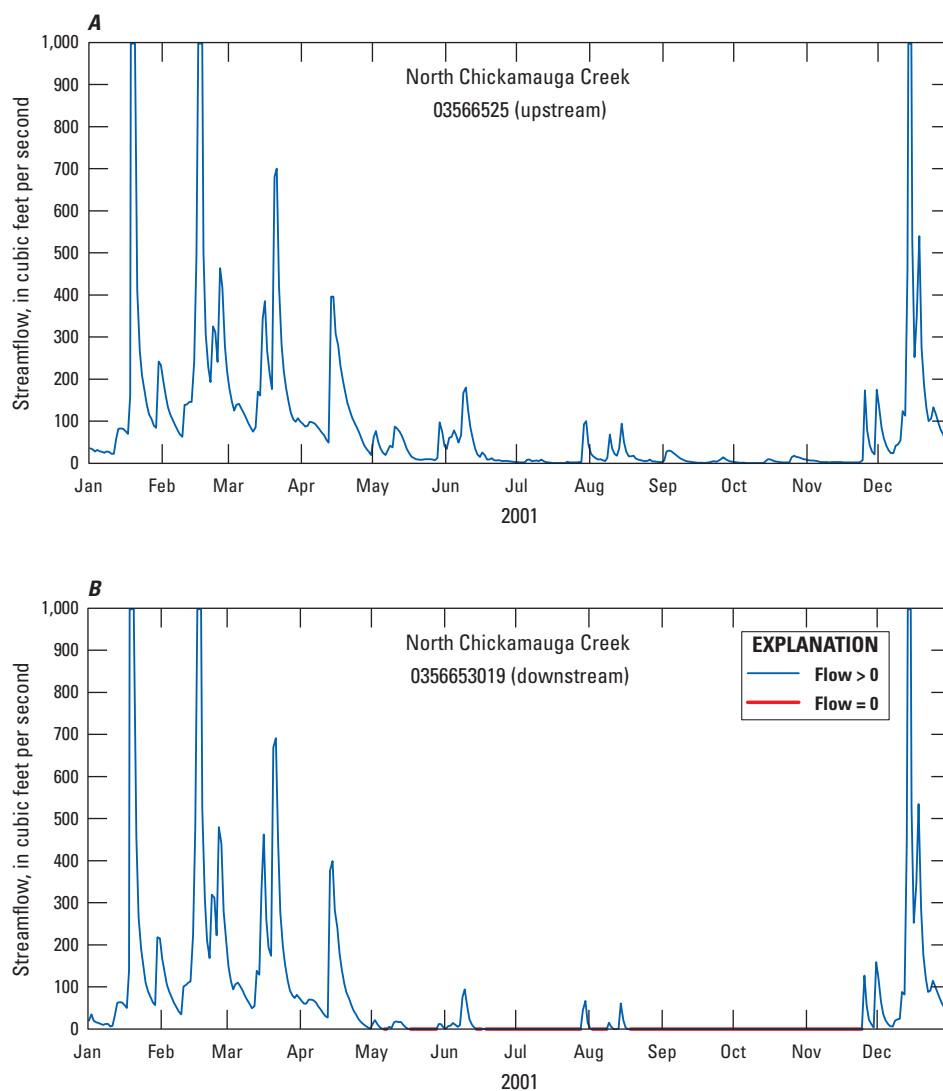 A
1,000
900
800
700
600
500
400
300
200
100
0
Streamflow, in cubic feet per second
North Chickamauga Creek
03566525 (upstream)
Jan Feb Mar Apr May Jun Jul Aug Sep Oct Nov Dec
2001
B
1,000
900
800
700
600
500
400
300
200
100
0
Streamflow, in cubic feet per second
North Chickamauga Creek
0356653019 (downstream)
EXPLANATION
Flow > 0
Flow = 0
Jan Feb Mar Apr May Jun Jul Aug Sep Oct Nov Dec
2001